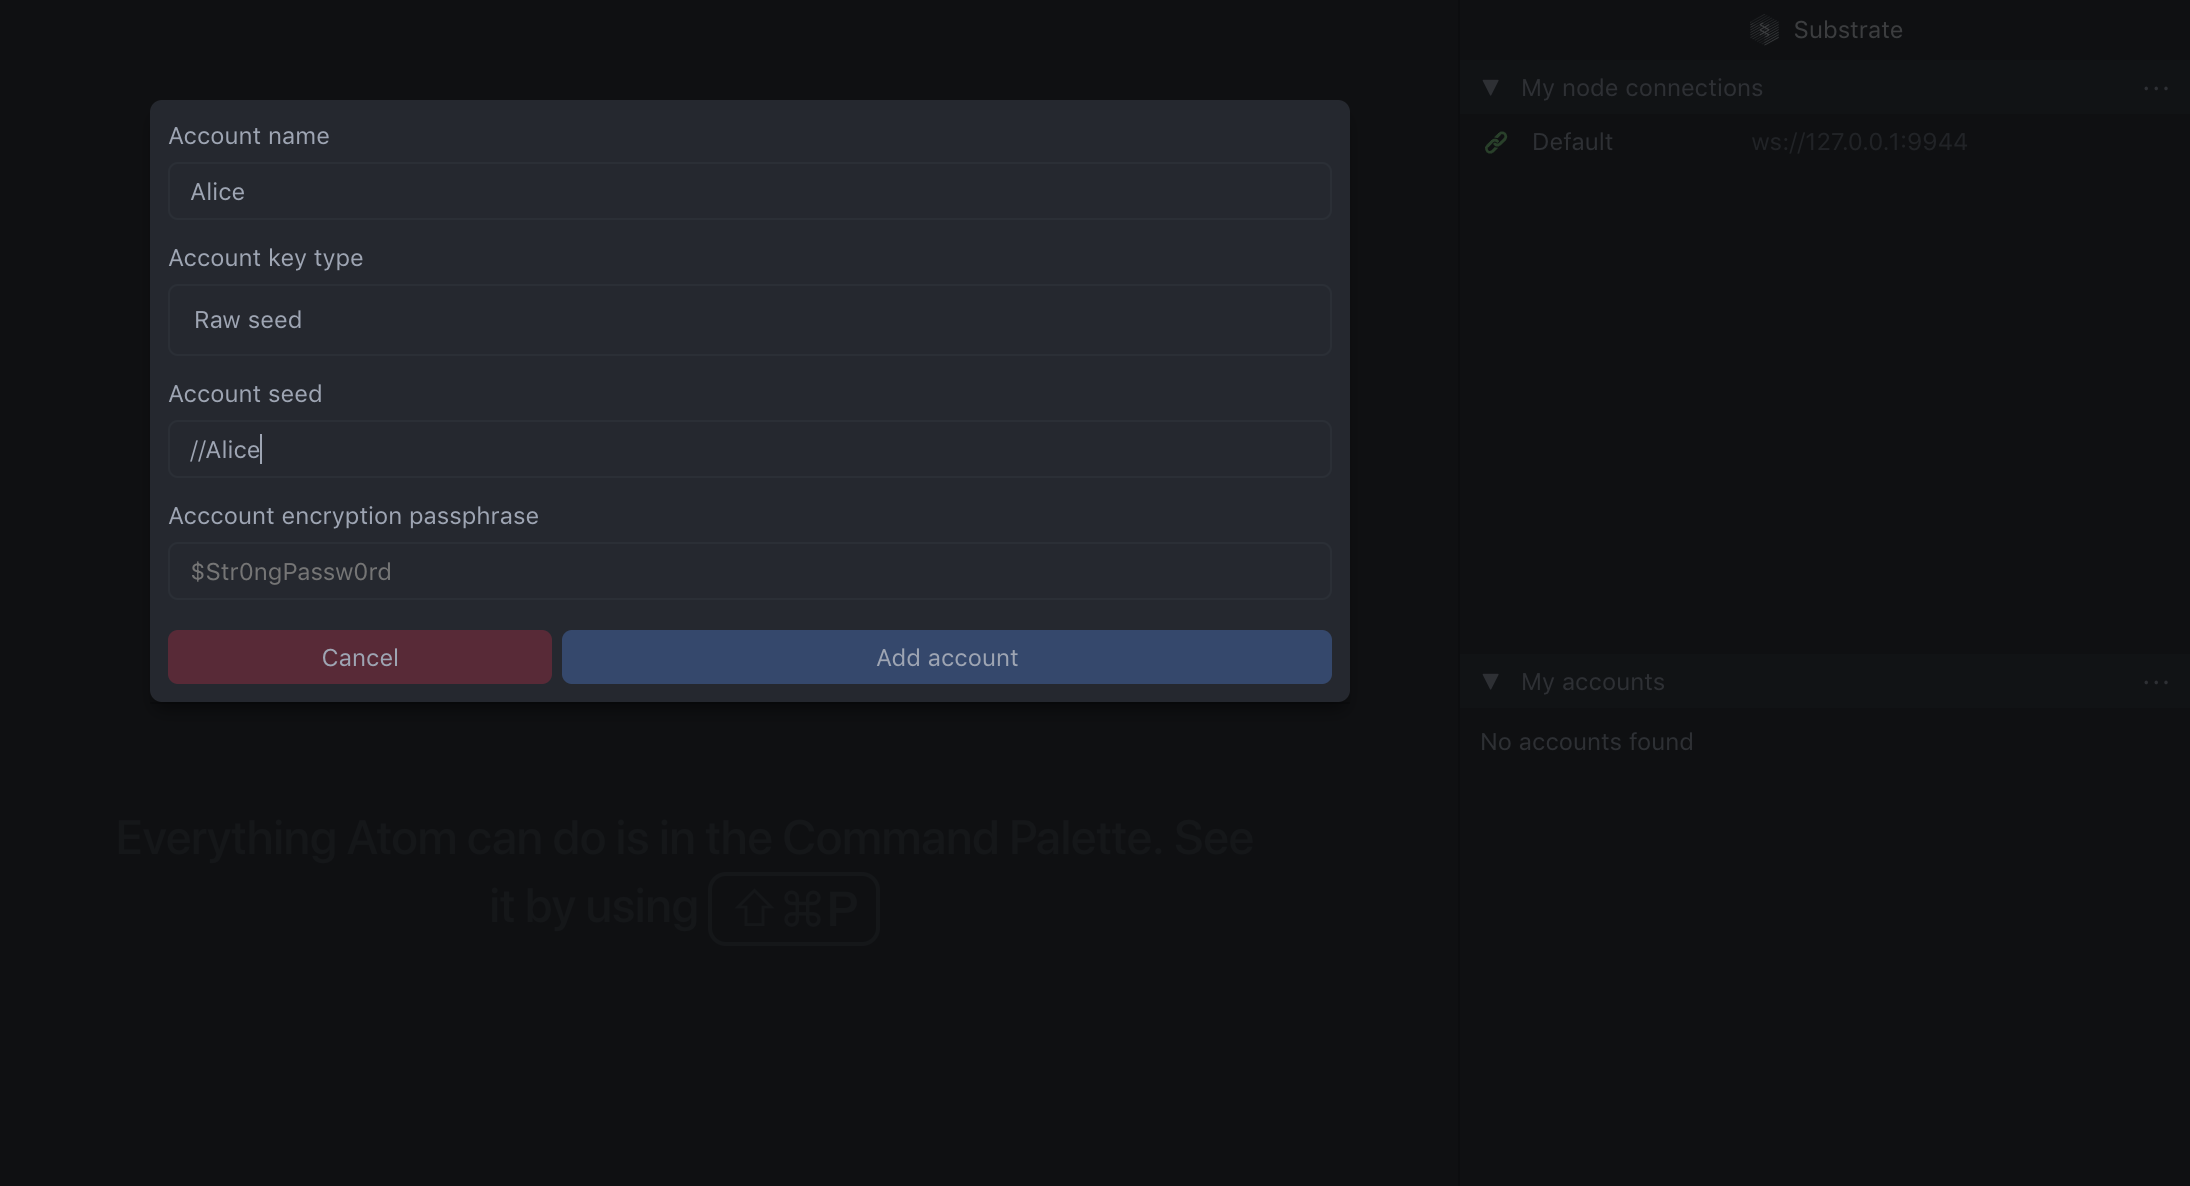 Account name
Alice
Account key type
Raw seed
Account seed
//Alice
Acccount encryption passphrase
$Str0ngPassw0rd
Cancel
Add account
Everything Atom can do is in the Command Palette. See
it by using ⇧⌘P
Substrate
▼ My node connections ···
Default ws://127.0.0.1:9944
▼ My accounts ···
No accounts found